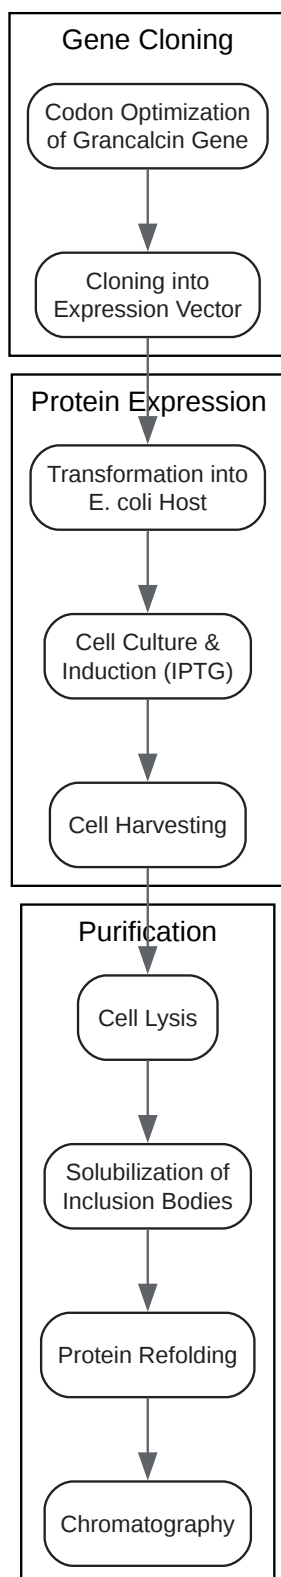 Gene Cloning
Codon Optimization
of Grancalcin Gene
Cloning into
Expression Vector
Protein Expression
Transformation into
E. coli Host
Cell Culture &
Induction (IPTG)
Cell Harvesting
Purification
Cell Lysis
Solubilization of
Inclusion Bodies
Protein Refolding
Chromatography